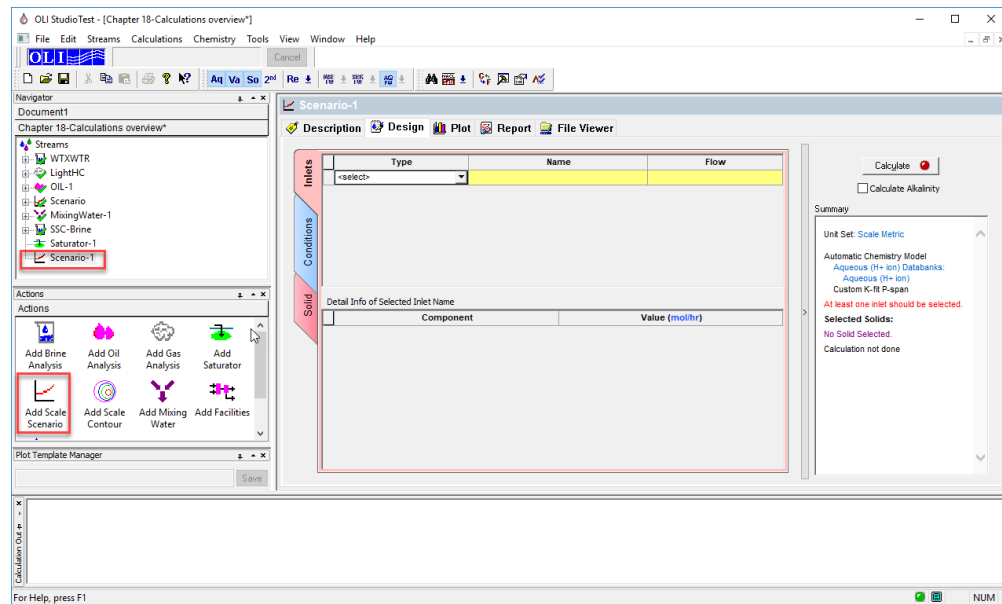 OLI StudioTest - [Chapter 18-Calculations overview*]
File Edit Streams Calculations Chemistry Tools View Window Help
OLI
Cancel
Aq Va So 2nd Re
Navigator
Document1
Chapter 18-Calculations overview*
Streams
WTXWTR
LightHC
OIL-1
Scenario
MixingWater-1
SSC-Brine
Saturator-1
Scenario-1
Actions
Actions
Add Brine Analysis
Add Oil Analysis
Add Gas Analysis
Add Saturator
Add Scale Scenario
Add Scale Contour
Add Mixing Water
Add Facilities
Plot Template Manager
Save
Scenario-1
Description Design Plot Report File Viewer
Inlets
Conditions
Solid
Type Name Flow
<select>
Detail Info of Selected Inlet Name
Component Value (mol/hr)
Calculate
Calculate Alkalinity
Summary
Unit Set: Scale Metric
Automatic Chemistry Model
Aqueous (H+ ion) Databanks:
Aqueous (H+ ion)
Custom K-fit P-span
At least one inlet should be selected.
Selected Solids:
No Solid Selected.
Calculation not done
Calculation Out
For Help, press F1
NUM